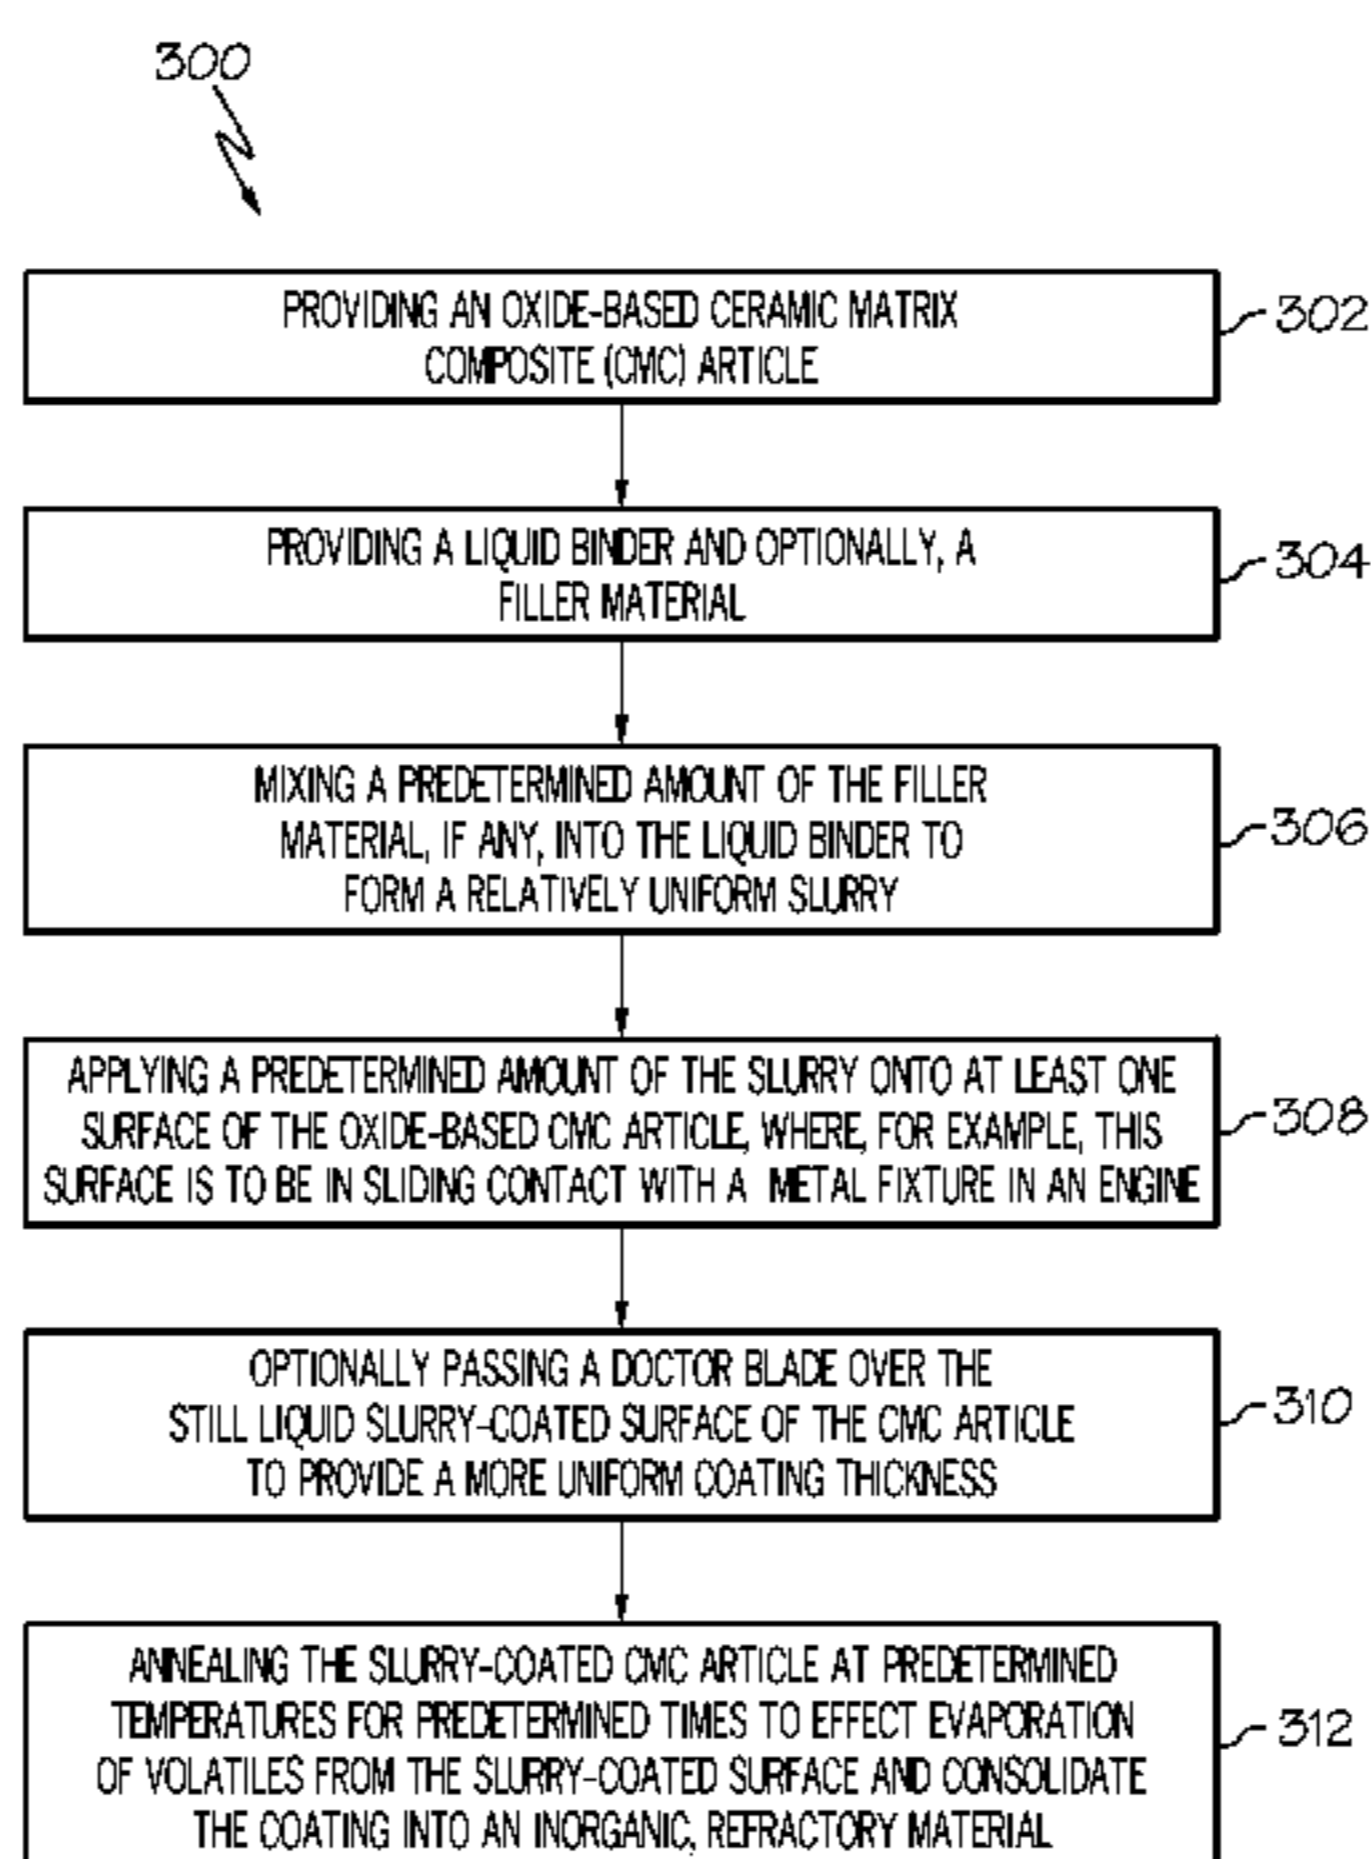 300
PROVIDING AN OXIDE-BASED CERAMIC MATRIX
COMPOSITE (CMC) ARTICLE
302
PROVIDING A LIQUID BINDER AND OPTIONALLY, A
FILLER MATERIAL
304
MIXING A PREDETERMINED AMOUNT OF THE FILLER
MATERIAL, IF ANY, INTO THE LIQUID BINDER TO
FORM A RELATIVELY UNIFORM SLURRY
306
APPLYING A PREDETERMINED AMOUNT OF THE SLURRY ONTO AT LEAST ONE
SURFACE OF THE OXIDE-BASED CMC ARTICLE, WHERE, FOR EXAMPLE, THIS
SURFACE IS TO BE IN SLIDING CONTACT WITH A METAL FIXTURE IN AN ENGINE
308
OPTIONALLY PASSING A DOCTOR BLADE OVER THE
STILL LIQUID SLURRY-COATED SURFACE OF THE CMC ARTICLE
TO PROVIDE A MORE UNIFORM COATING THICKNESS
310
ANNEALING THE SLURRY-COATED CMC ARTICLE AT PREDETERMINED
TEMPERATURES FOR PREDETERMINED TIMES TO EFFECT EVAPORATION
OF VOLATILES FROM THE SLURRY-COATED SURFACE AND CONSOLIDATE
THE COATING INTO AN INORGANIC, REFRACTORY MATERIAL
312